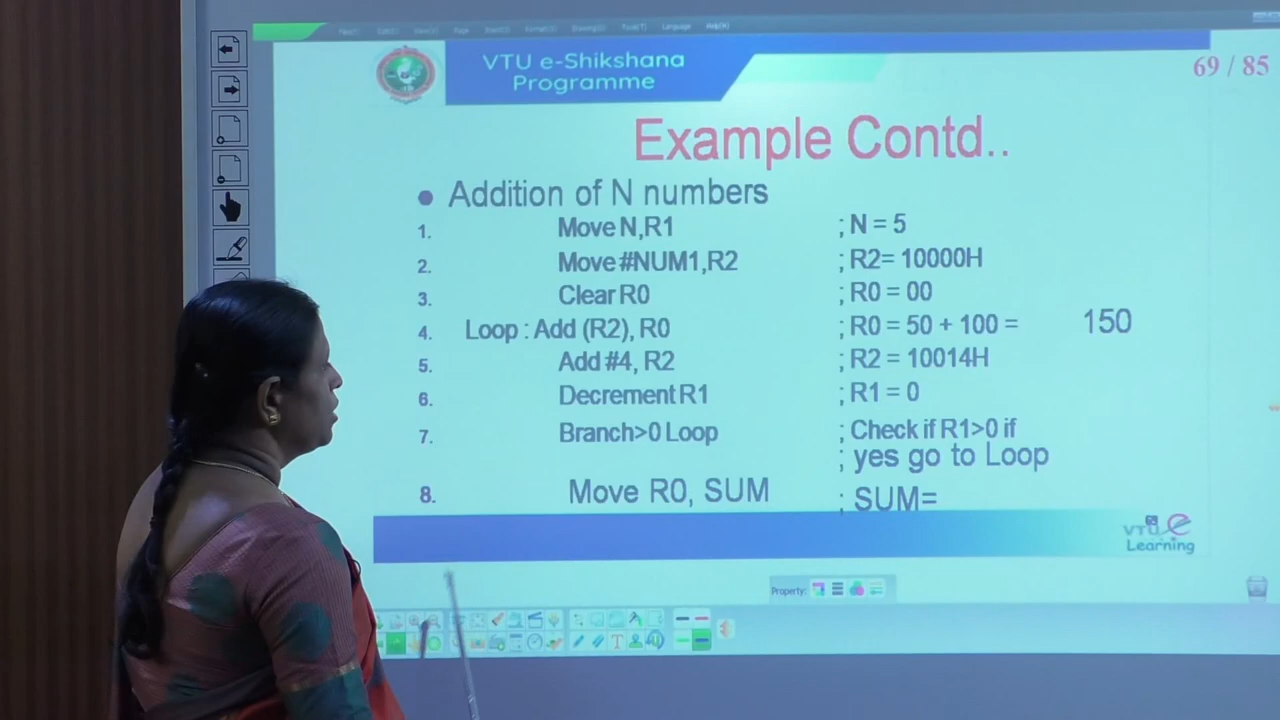 VTU e-Shikshana
Programme
69 / 85
Example Contd..
Addition of N numbers
1. Move N,R1 ; N = 5
2. Move #NUM1,R2 ; R2= 10000H
3. Clear R0 ; R0 = 00
4. Loop : Add (R2), R0 ; R0 = 50 + 100 = 150
5. Add #4, R2 ; R2 = 10014H
6. Decrement R1 ; R1 = 0
7. Branch>0 Loop ; Check if R1>0 if
; yes go to Loop
8. Move R0, SUM ; SUM=
VTU e
Learning
Property: